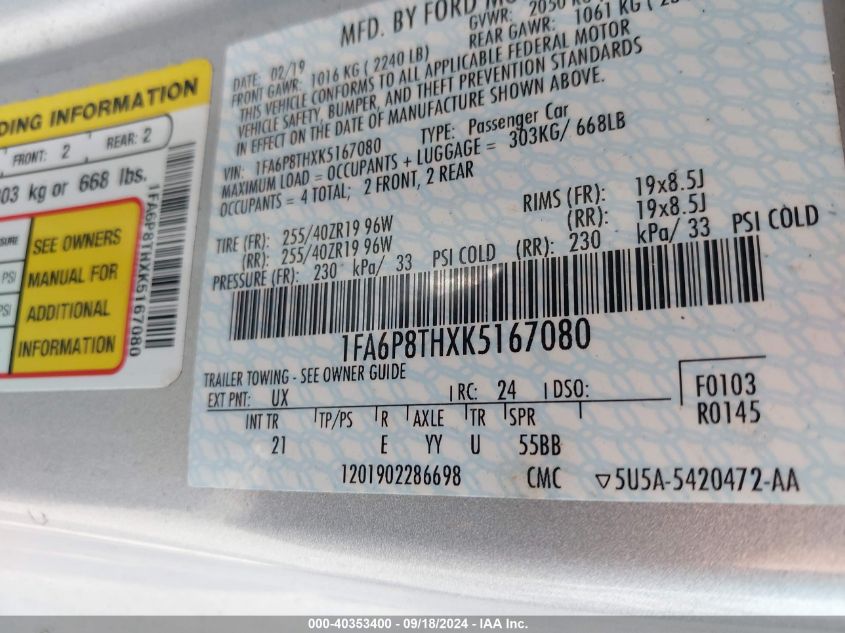 DING INFORMATION
FRONT: 2 REAR: 2
303 kg or 668 lbs.
SEE OWNERS
PSI MANUAL FOR
PSI ADDITIONAL
INFORMATION
1FA6P8THXK5167080
MFD. BY FORD MO
DATE: 02/19 GVWR: 2050 KG
FRONT GAWR: 1016 KG ( 2240 LB) REAR GAWR: 1061 KG
THIS VEHICLE CONFORMS TO ALL APPLICABLE FEDERAL MOTOR
VEHICLE SAFETY, BUMPER, AND THEFT PREVENTION STANDARDS
IN EFFECT ON THE DATE OF MANUFACTURE SHOWN ABOVE.
VIN: 1FA6P8THXK5167080 TYPE: Passenger Car
MAXIMUM LOAD = OCCUPANTS + LUGGAGE = 303KG/ 668LB
OCCUPANTS = 4 TOTAL; 2 FRONT, 2 REAR
TIRE (FR): 255/40ZR19 96W RIMS (FR): 19x8.5J
(RR): 255/40ZR19 96W (RR): 19x8.5J
PRESSURE (FR): 230 kPa/ 33 PSI COLD (RR): 230 kPa/ 33 PSI COLD
1FA6P8THXK5167080
TRAILER TOWING - SEE OWNER GUIDE
EXT PNT: UX RC: 24 DSO: F0103
INT TR TP/PS R AXLE TR SPR R0145
21 E YY U 55BB
1201902286698 CMC ▽5U5A-5420472-AA
000-40353400 - 09/18/2024 - IAA Inc.